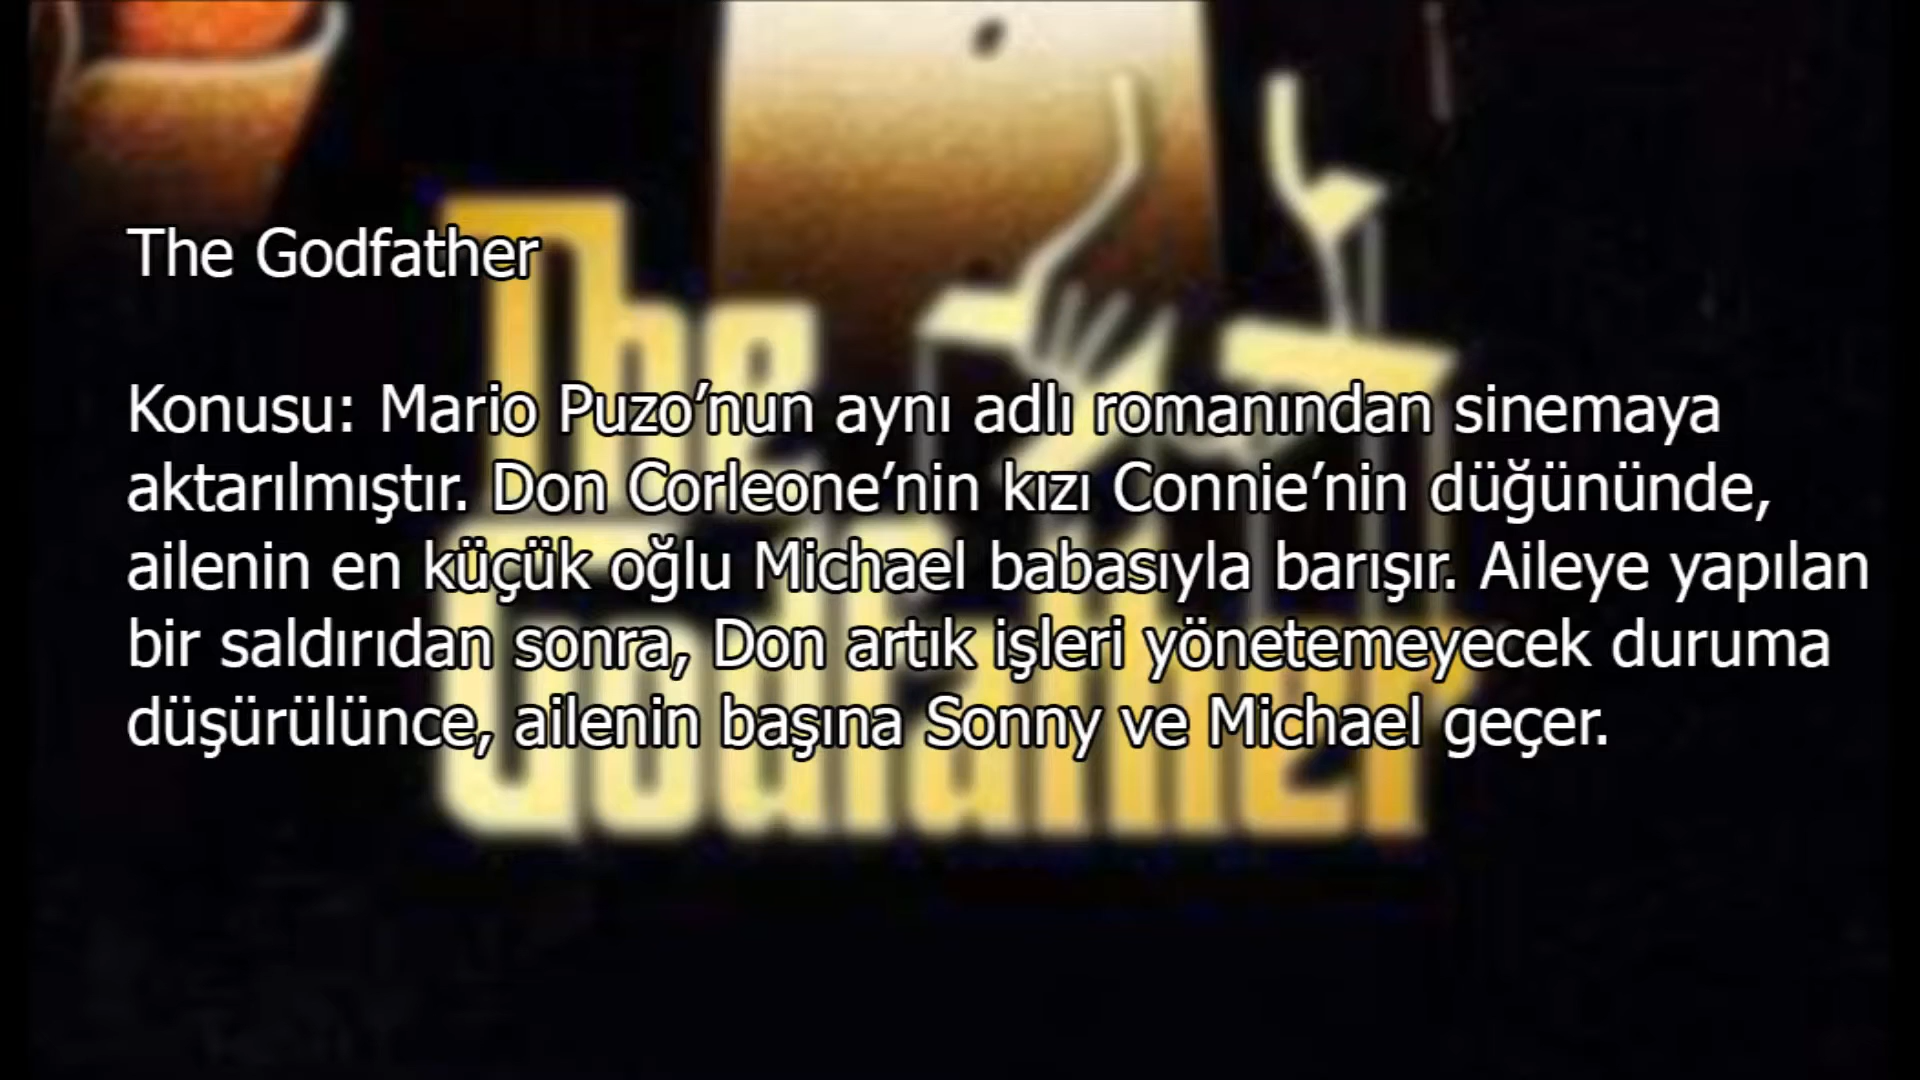 The Godfather
Konusu: Mario Puzo’nun aynı adlı romanından sinemaya
aktarılmıştır. Don Corleone’nin kızı Connie’nin düğününde,
ailenin en küçük oğlu Michael babasıyla barışır. Aileye yapılan
bir saldırıdan sonra, Don artık işleri yönetemeyecek duruma
düşürülünce, ailenin başına Sonny ve Michael geçer.
The
Godfather